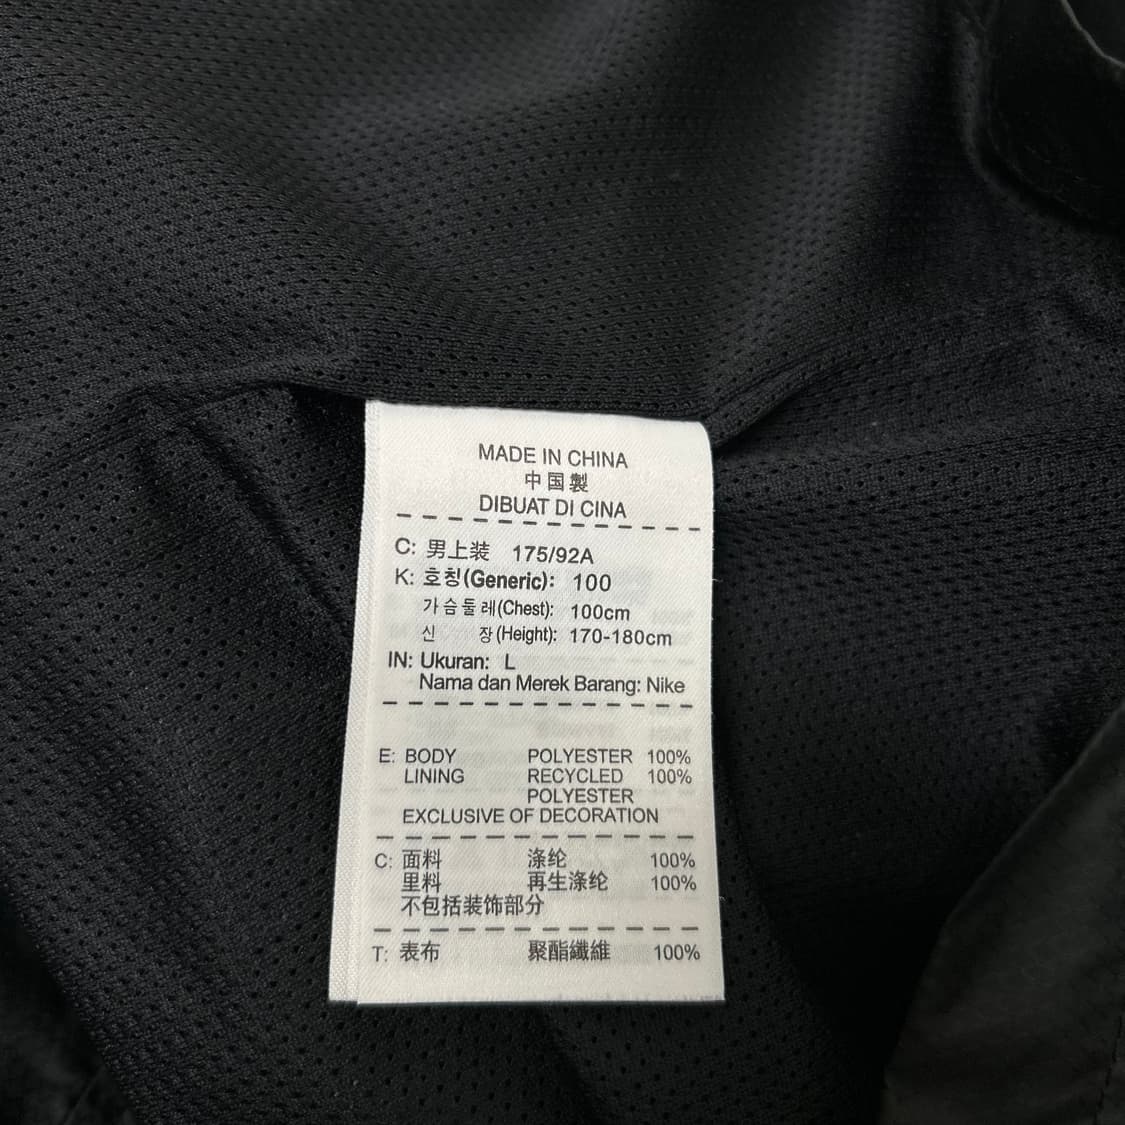 MADE IN CHINA
中国製
DIBUAT DI CINA
C: 男上装 175/92A
K: 호칭(Generic): 100
가슴둘레(Chest): 100cm
신 장(Height): 170-180cm
IN: Ukuran: L
Nama dan Merek Barang: Nike
E: BODY POLYESTER 100%
LINING RECYCLED 100%
POLYESTER
EXCLUSIVE OF DECORATION
C: 面料 涤纶 100%
里料 再生涤纶 100%
不包括装饰部分
T: 表布 聚酯纖維 100%